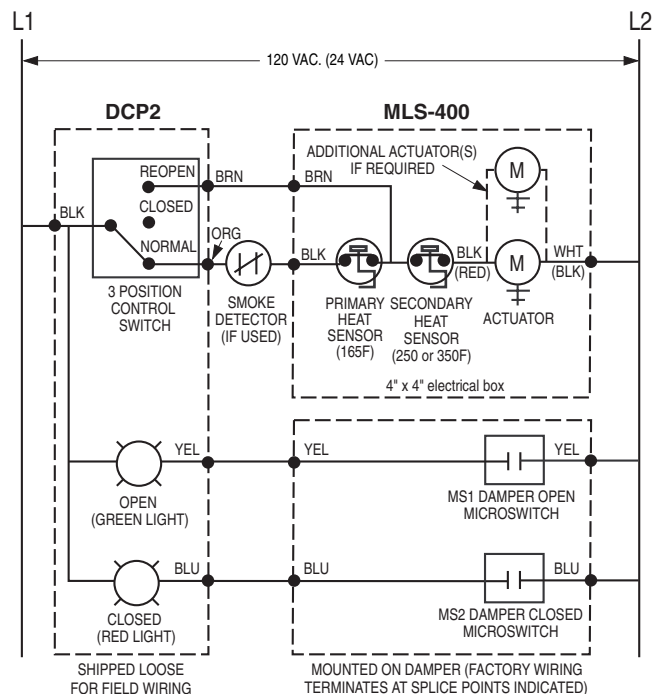 L1
L2
120 VAC. (24 VAC)
DCP2
MLS-400
ADDITIONAL ACTUATOR(S)
IF REQUIRED
M
REOPEN
BRN
BRN
CLOSED
BLK
NORMAL
ORG
BLK
BLK
(RED)
M
WHT
(BLK)
3 POSITION
CONTROL
SWITCH
SMOKE
DETECTOR
(IF USED)
PRIMARY
HEAT
SENSOR
(165F)
SECONDARY
HEAT
SENSOR
(250 or 350F)
ACTUATOR
4" x 4" electrical box
YEL
YEL
YEL
OPEN
(GREEN LIGHT)
MS1 DAMPER OPEN
MICROSWITCH
BLU
BLU
BLU
CLOSED
(RED LIGHT)
MS2 DAMPER CLOSED
MICROSWITCH
SHIPPED LOOSE
FOR FIELD WIRING
MOUNTED ON DAMPER (FACTORY WIRING
TERMINATES AT SPLICE POINTS INDICATED)